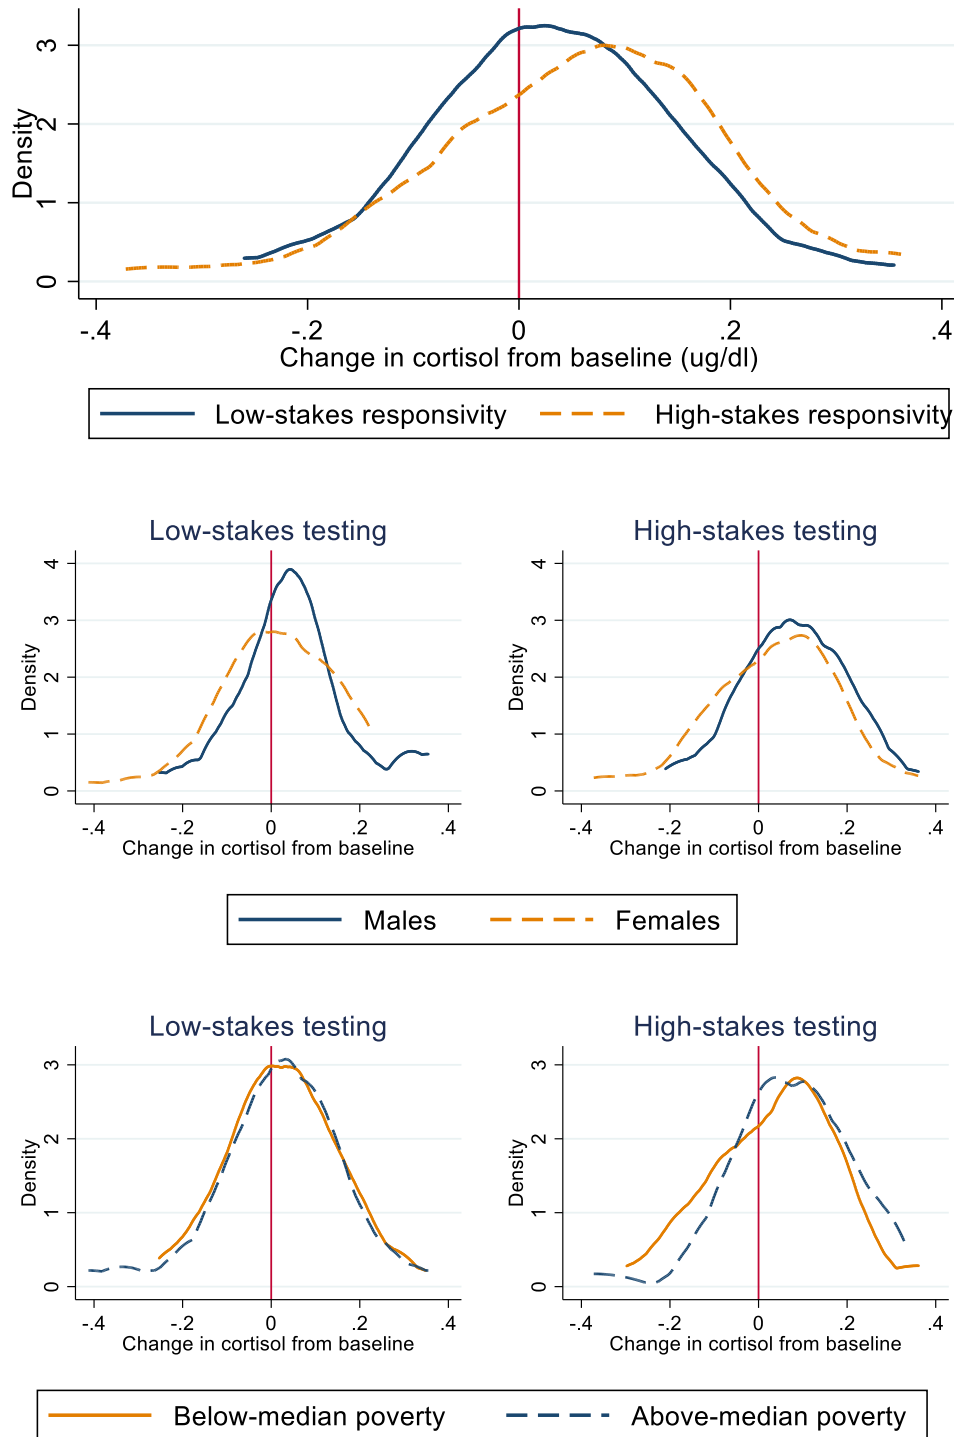 Density
3
2
1
0
-.4 -.2 0 .2 .4
Change in cortisol from baseline (ug/dl)
Low-stakes responsivity High-stakes responsivity
Low-stakes testing
Density
4
3
2
1
0
-.4 -.2 0 .2 .4
Change in cortisol from baseline
High-stakes testing
Density
4
3
2
1
0
-.4 -.2 0 .2 .4
Change in cortisol from baseline
Males Females
Low-stakes testing
Density
3
2
1
0
-.4 -.2 0 .2 .4
Change in cortisol from baseline
High-stakes testing
Density
3
2
1
0
-.4 -.2 0 .2 .4
Change in cortisol from baseline
Below-median poverty Above-median poverty